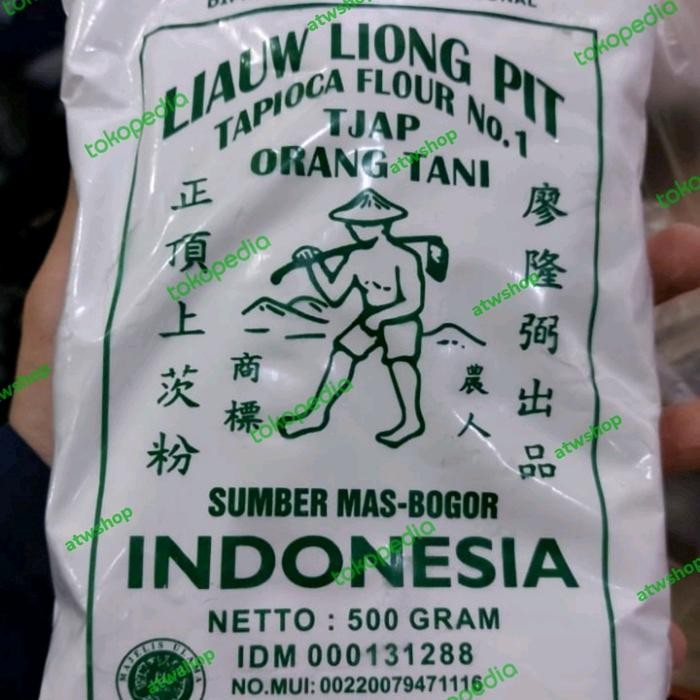 LIAUW LIONG PIT
TAPIOCA FLOUR No.1
TJAP
ORANG TANI
正頂上茨粉
商標
農人
廖隆弼出品
SUMBER MAS-BOGOR
INDONESIA
NETTO : 500 GRAM
IDM 000131288
NO.MUI: 00220079471116
MAJELIS ULAMA
tokopedia
atwshop